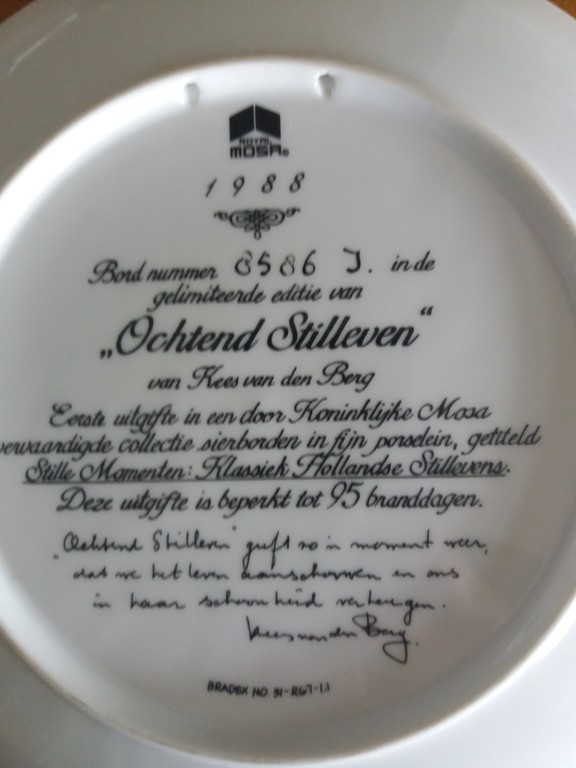 ROYAL
MOSA®
1988
Bord nummer 8586 J. in de
gelimiteerde editie van
„Ochtend Stilleven“
van Kees van den Berg
Eerste uitgifte in een door Koninklijke Mosa
vervaardigde collectie sierborden in fijn porselein, getiteld
Stille Momenten: Klassiek Hollandse Stillevens.
Deze uitgifte is beperkt tot 95 branddagen.
„Ochtend Stilleven" geeft zo'n moment weer,
dat we het leven aanschouwen en ons
in haar schoonheid verheugen.
Kees van den Berg.
BRADEX NO. 31-R67-1.1